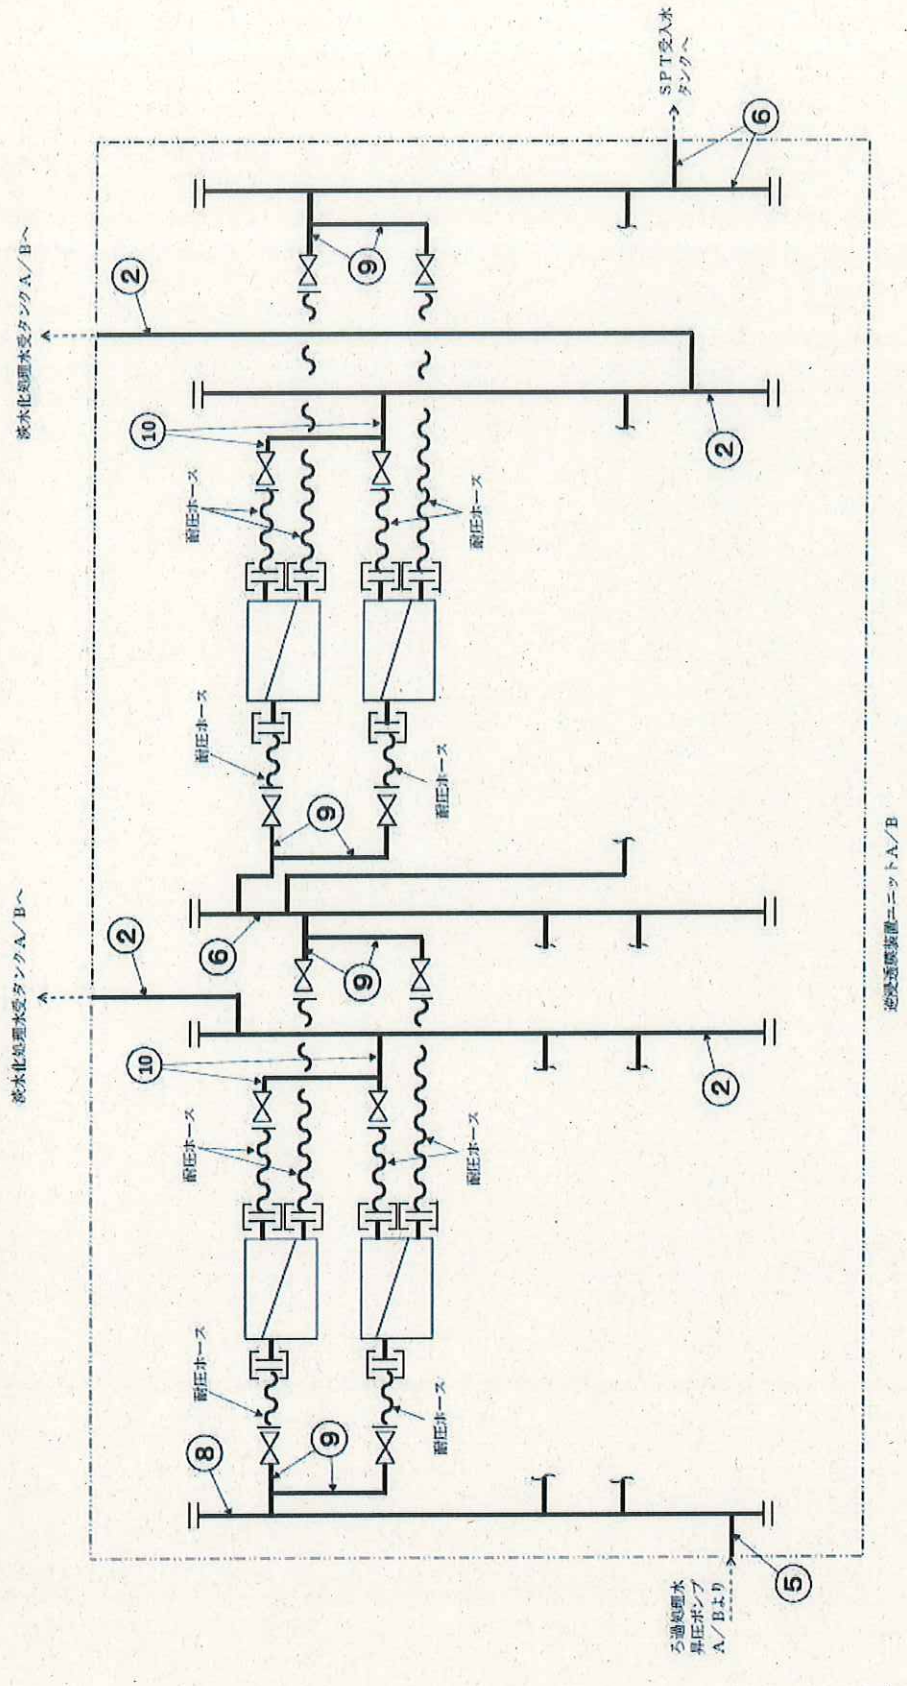 淡水化処理水受タンクA/Bへ
淡水化処理水受タンクA/Bへ
②
②
⑩
⑩
耐圧ホース
耐圧ホース
耐圧ホース
耐圧ホース
⑧
⑨
耐圧ホース
耐圧ホース
⑥
⑨
⑨
耐圧ホース
耐圧ホース
⑨
②
②
⑥
SPT受入水
タンクへ
⑤
ろ過処理水
昇圧ポンプ
A/Bより
逆浸透膜装置ユニットA/B